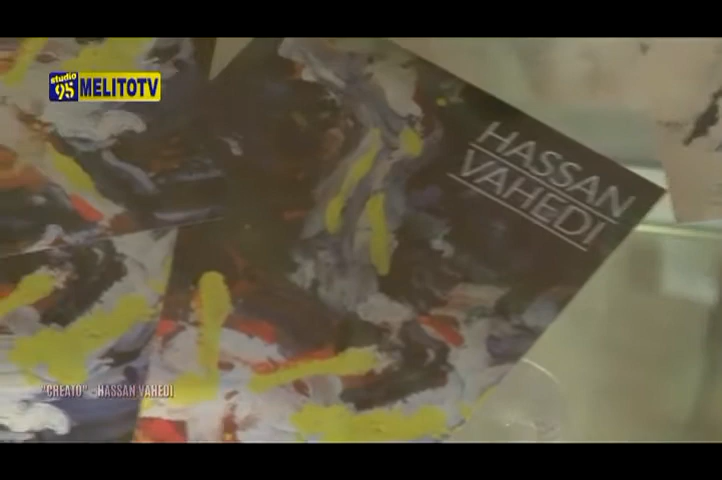 studio
95 MELITOTV
HASSAN
VAHEDI
"CREATO" - HASSAN VAHEDI